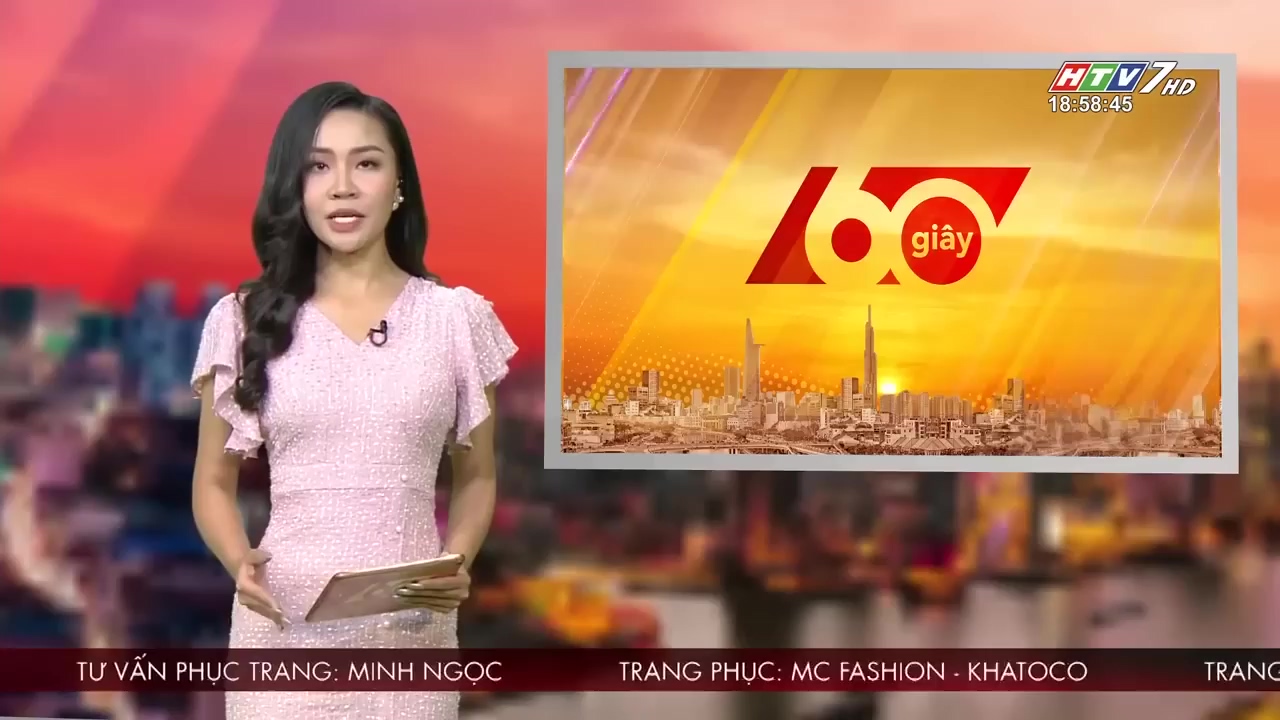 HTV7 HD
18:58:45
60
giây
TƯ VẤN PHỤC TRANG: MINH NGỌC TRANG PHỤC: MC FASHION - KHATOCO TRANG